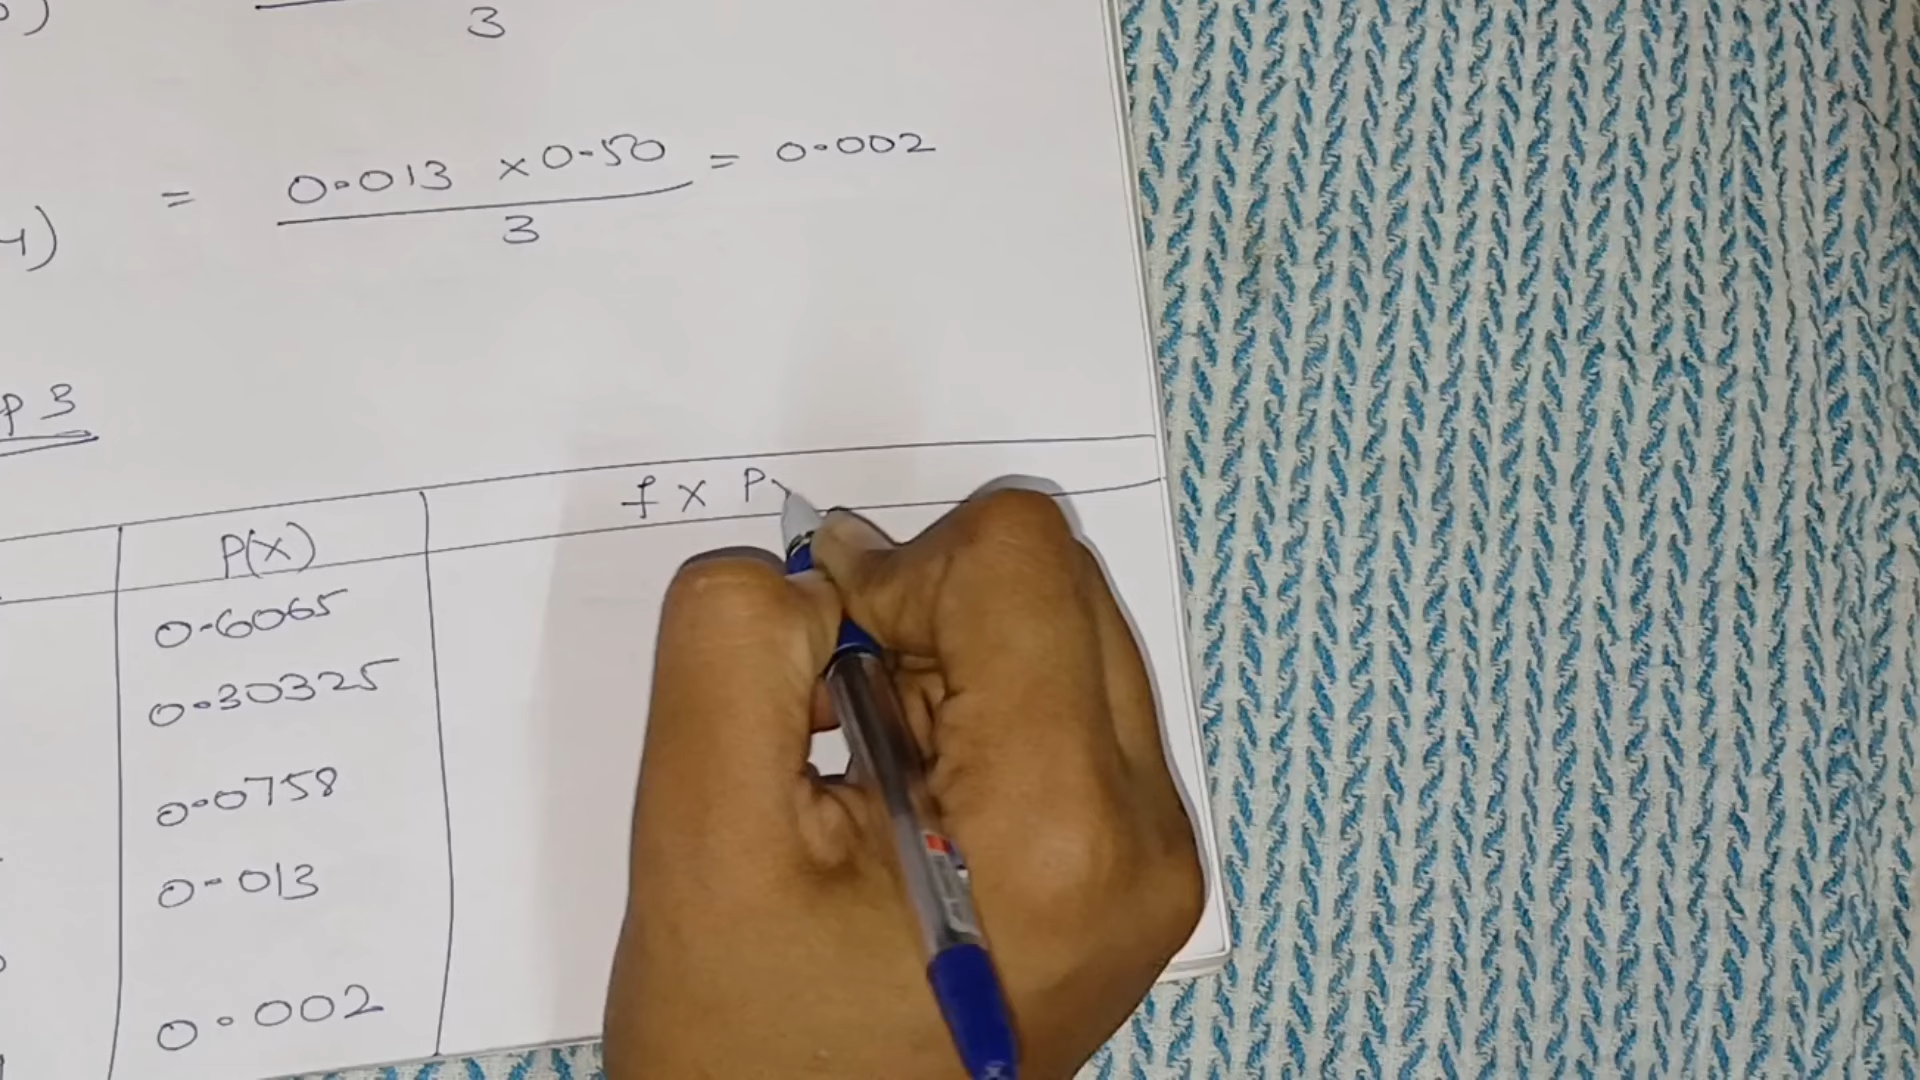 3
0.013 × 0.50 = 0.002
3
4)
p 3
P(x) f x P
0.6065
0.30325
0.0758
0.013
0.002